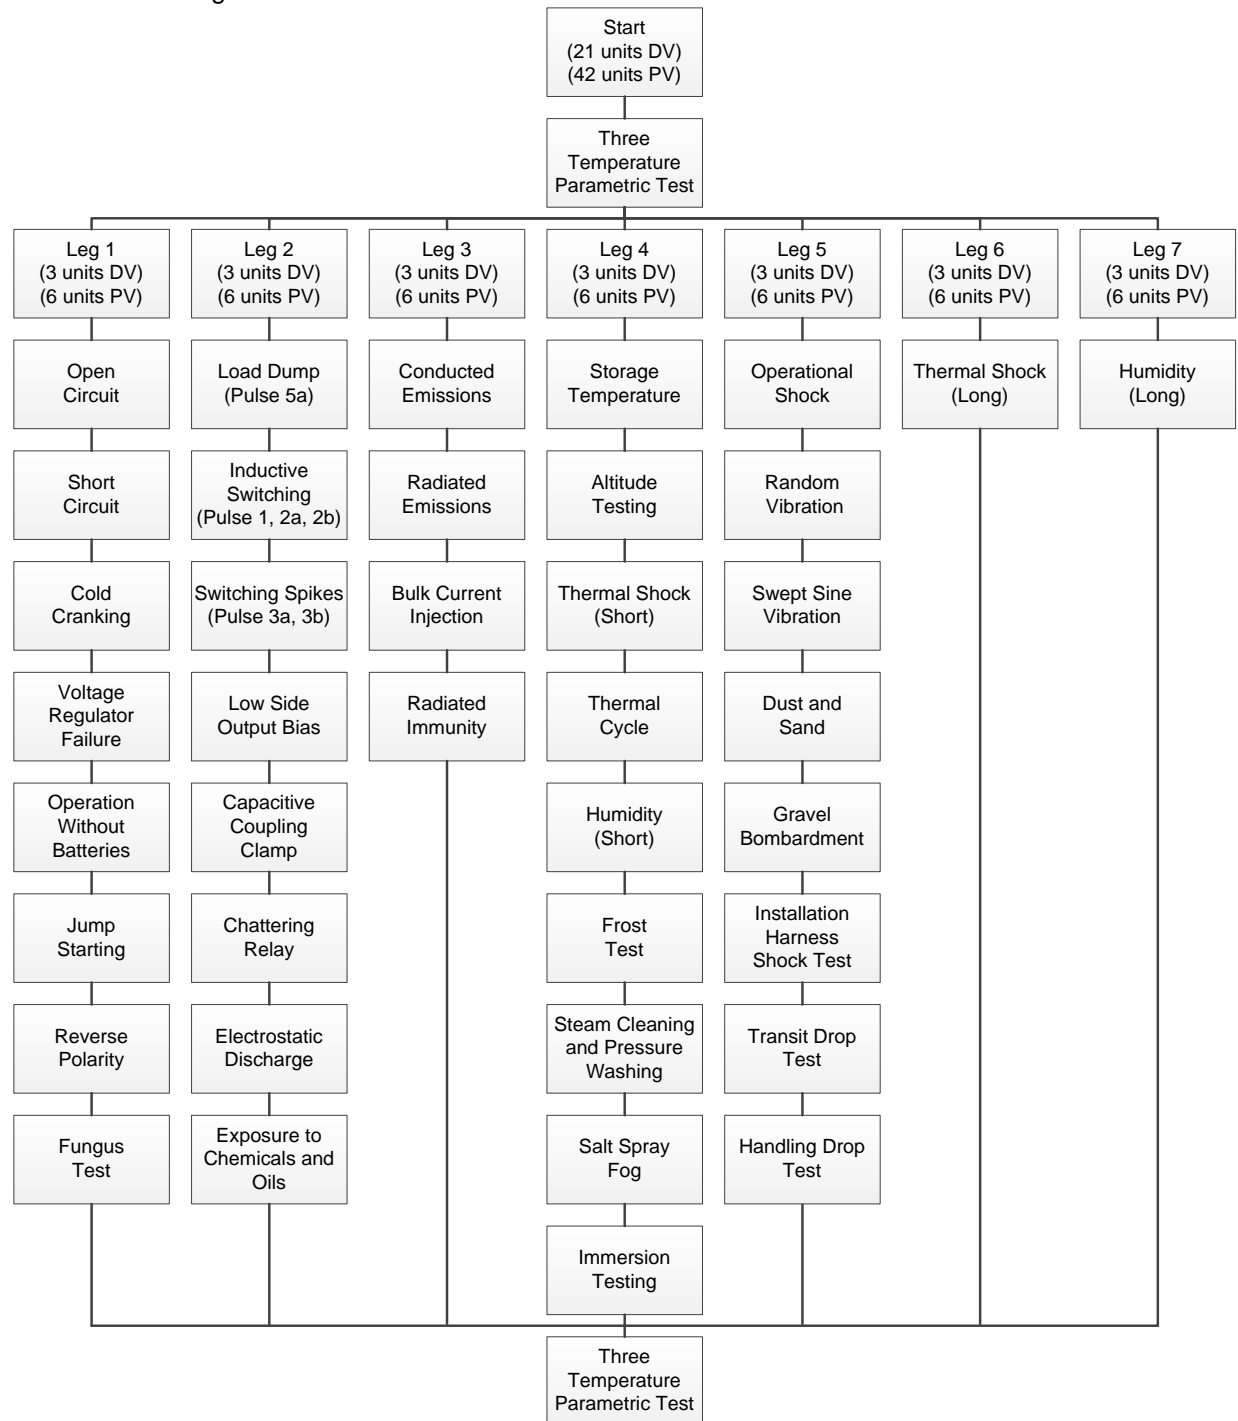 Start
(21 units DV)
(42 units PV)
Three
Temperature
Parametric Test
Leg 1
(3 units DV)
(6 units PV)
Leg 2
(3 units DV)
(6 units PV)
Leg 3
(3 units DV)
(6 units PV)
Leg 4
(3 units DV)
(6 units PV)
Leg 5
(3 units DV)
(6 units PV)
Leg 6
(3 units DV)
(6 units PV)
Leg 7
(3 units DV)
(6 units PV)
Open
Circuit
Load Dump
(Pulse 5a)
Conducted
Emissions
Storage
Temperature
Operational
Shock
Thermal Shock
(Long)
Humidity
(Long)
Short
Circuit
Inductive
Switching
(Pulse 1, 2a, 2b)
Radiated
Emissions
Altitude
Testing
Random
Vibration
Cold
Cranking
Switching Spikes
(Pulse 3a, 3b)
Bulk Current
Injection
Thermal Shock
(Short)
Swept Sine
Vibration
Voltage
Regulator
Failure
Low Side
Output Bias
Radiated
Immunity
Thermal
Cycle
Dust and
Sand
Operation
Without
Batteries
Capacitive
Coupling
Clamp
Humidity
(Short)
Gravel
Bombardment
Jump
Starting
Chattering
Relay
Frost
Test
Installation
Harness
Shock Test
Reverse
Polarity
Electrostatic
Discharge
Steam Cleaning
and Pressure
Washing
Transit Drop
Test
Fungus
Test
Exposure to
Chemicals and
Oils
Salt Spray
Fog
Handling Drop
Test
Immersion
Testing
Three
Temperature
Parametric Test